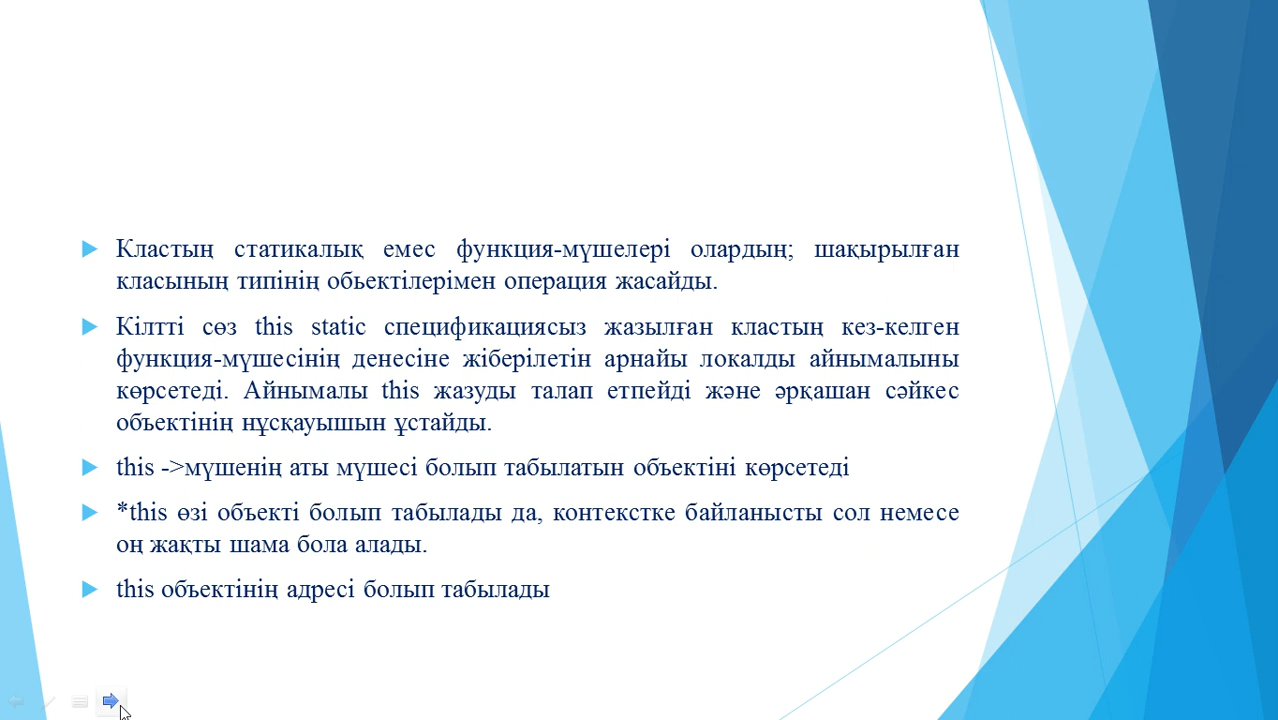 Кластың статикалық емес функция-мүшелері олардың; шақырылған
класының типінің обьектілерімен операция жасайды.
Кілтті сөз this static спецификациясыз жазылған кластың кез-келген
функция-мүшесінің денесіне жіберілетін арнайы локалды айнымалыны
көрсетеді. Айнымалы this жазуды талап етпейді және әрқашан сәйкес
объектінің нұсқауышын ұстайды.
this ->мүшенің аты мүшесі болып табылатын объектіні көрсетеді
*this өзі объекті болып табылады да, контекстке байланысты сол немесе
оң жақты шама бола алады.
this объектінің адресі болып табылады